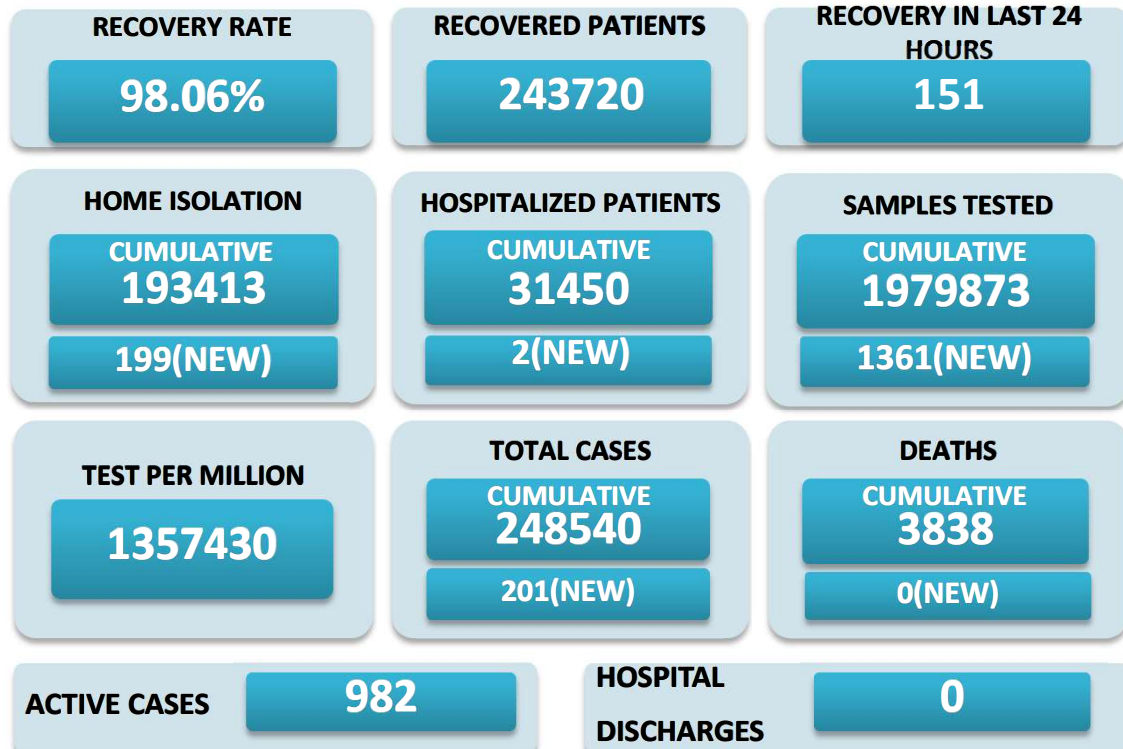 RECOVERY RATE
98.06%
RECOVERED PATIENTS
243720
RECOVERY IN LAST 24
HOURS
151
HOME ISOLATION
CUMULATIVE
193413
199(NEW)
HOSPITALIZED PATIENTS
CUMULATIVE
31450
2(NEW)
SAMPLES TESTED
CUMULATIVE
1979873
1361(NEW)
TEST PER MILLION
1357430
TOTAL CASES
CUMULATIVE
248540
201(NEW)
DEATHS
CUMULATIVE
3838
0(NEW)
ACTIVE CASES
982
HOSPITAL
DISCHARGES
0